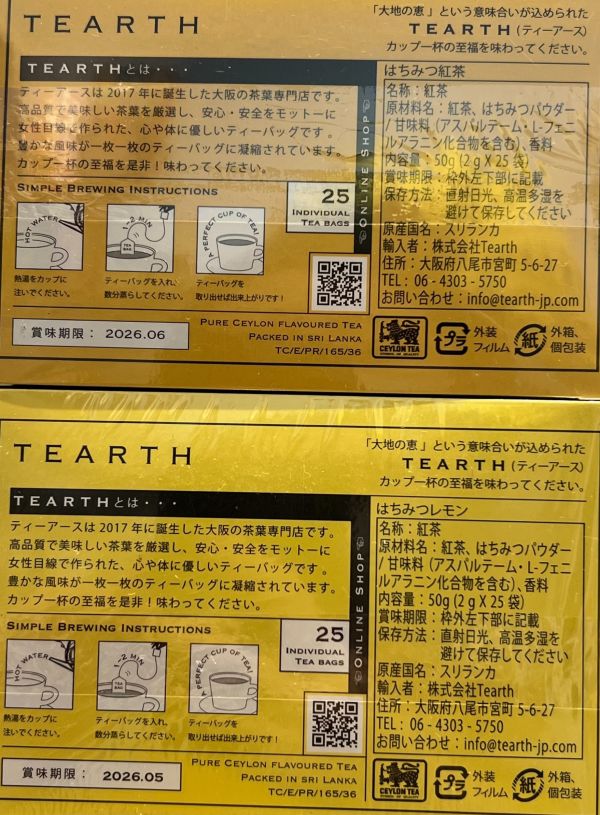 TEARTH
「大地の恵」という意味合いが込められた
TEARTH(ティーアース)
カップ一杯の至福を味わってください。
TEARTHとは・・・
ティーアースは2017年に誕生した大阪の茶葉専門店です。
高品質で美味しい茶葉を厳選し、安心・安全をモットーに
女性目線で作られた、心や体に優しいティーバッグです。
豊かな風味が一枚一枚のティーバッグに凝縮されています。
カップ一杯の至福を是非！味わってください。
ONLINE SHOP
SIMPLE BREWING INSTRUCTIONS
25
INDIVIDUAL
TEA BAGS
HOT WATER
1~2 MIN
TEA BAG
A PERFECT CUP OF TEA!
熱湯をカップに
注いでください。
ティーバッグを入れ、
数分蒸らしてください。
ティーバッグを
取り出せば出来上がりです！
賞味期限： 2026.06
PURE CEYLON FLAVOURED TEA
PACKED IN SRI LANKA
TC/E/PR/165/36
はちみつ紅茶
名称：紅茶
原材料名：紅茶、はちみつパウダー
/甘味料（アスパルテーム・L-フェニ
ルアラニン化合物を含む）、香料
内容量：50g（2g X 25袋）
賞味期限：枠外左下部に記載
保存方法：直射日光、高温多湿を
避けて保存してください
原産国名：スリランカ
輸入者：株式会社Tearth
住所：大阪府八尾市宮町5-6-27
TEL：06-4303-5750
お問い合わせ：info@tearth-jp.com
CEYLON TEA
SYMBOL OF QUALITY
プラ
外装
フィルム
紙
外箱、
個包装
TEARTH
「大地の恵」という意味合いが込められた
TEARTH(ティーアース)
カップ一杯の至福を味わってください。
TEARTHとは・・・
ティーアースは2017年に誕生した大阪の茶葉専門店です。
高品質で美味しい茶葉を厳選し、安心・安全をモットーに
女性目線で作られた、心や体に優しいティーバッグです。
豊かな風味が一枚一枚のティーバッグに凝縮されています。
カップ一杯の至福を是非！味わってください。
ONLINE SHOP
SIMPLE BREWING INSTRUCTIONS
25
INDIVIDUAL
TEA BAGS
HOT WATER
1~2 MIN
TEA BAG
A PERFECT CUP OF TEA!
熱湯をカップに
注いでください。
ティーバッグを入れ、
数分蒸らしてください。
ティーバッグを
取り出せば出来上がりです！
賞味期限： 2026.05
PURE CEYLON FLAVOURED TEA
PACKED IN SRI LANKA
TC/E/PR/165/36
はちみつレモン
名称：紅茶
原材料名：紅茶、はちみつパウダー
/甘味料（アスパルテーム・L-フェニ
ルアラニン化合物を含む）、香料
内容量：50g（2g X 25袋）
賞味期限：枠外左下部に記載
保存方法：直射日光、高温多湿を
避けて保存してください
原産国名：スリランカ
輸入者：株式会社Tearth
住所：大阪府八尾市宮町5-6-27
TEL：06-4303-5750
お問い合わせ：info@tearth-jp.com
CEYLON TEA
SYMBOL OF QUALITY
プラ
外装
フィルム
紙
外箱、
個包装